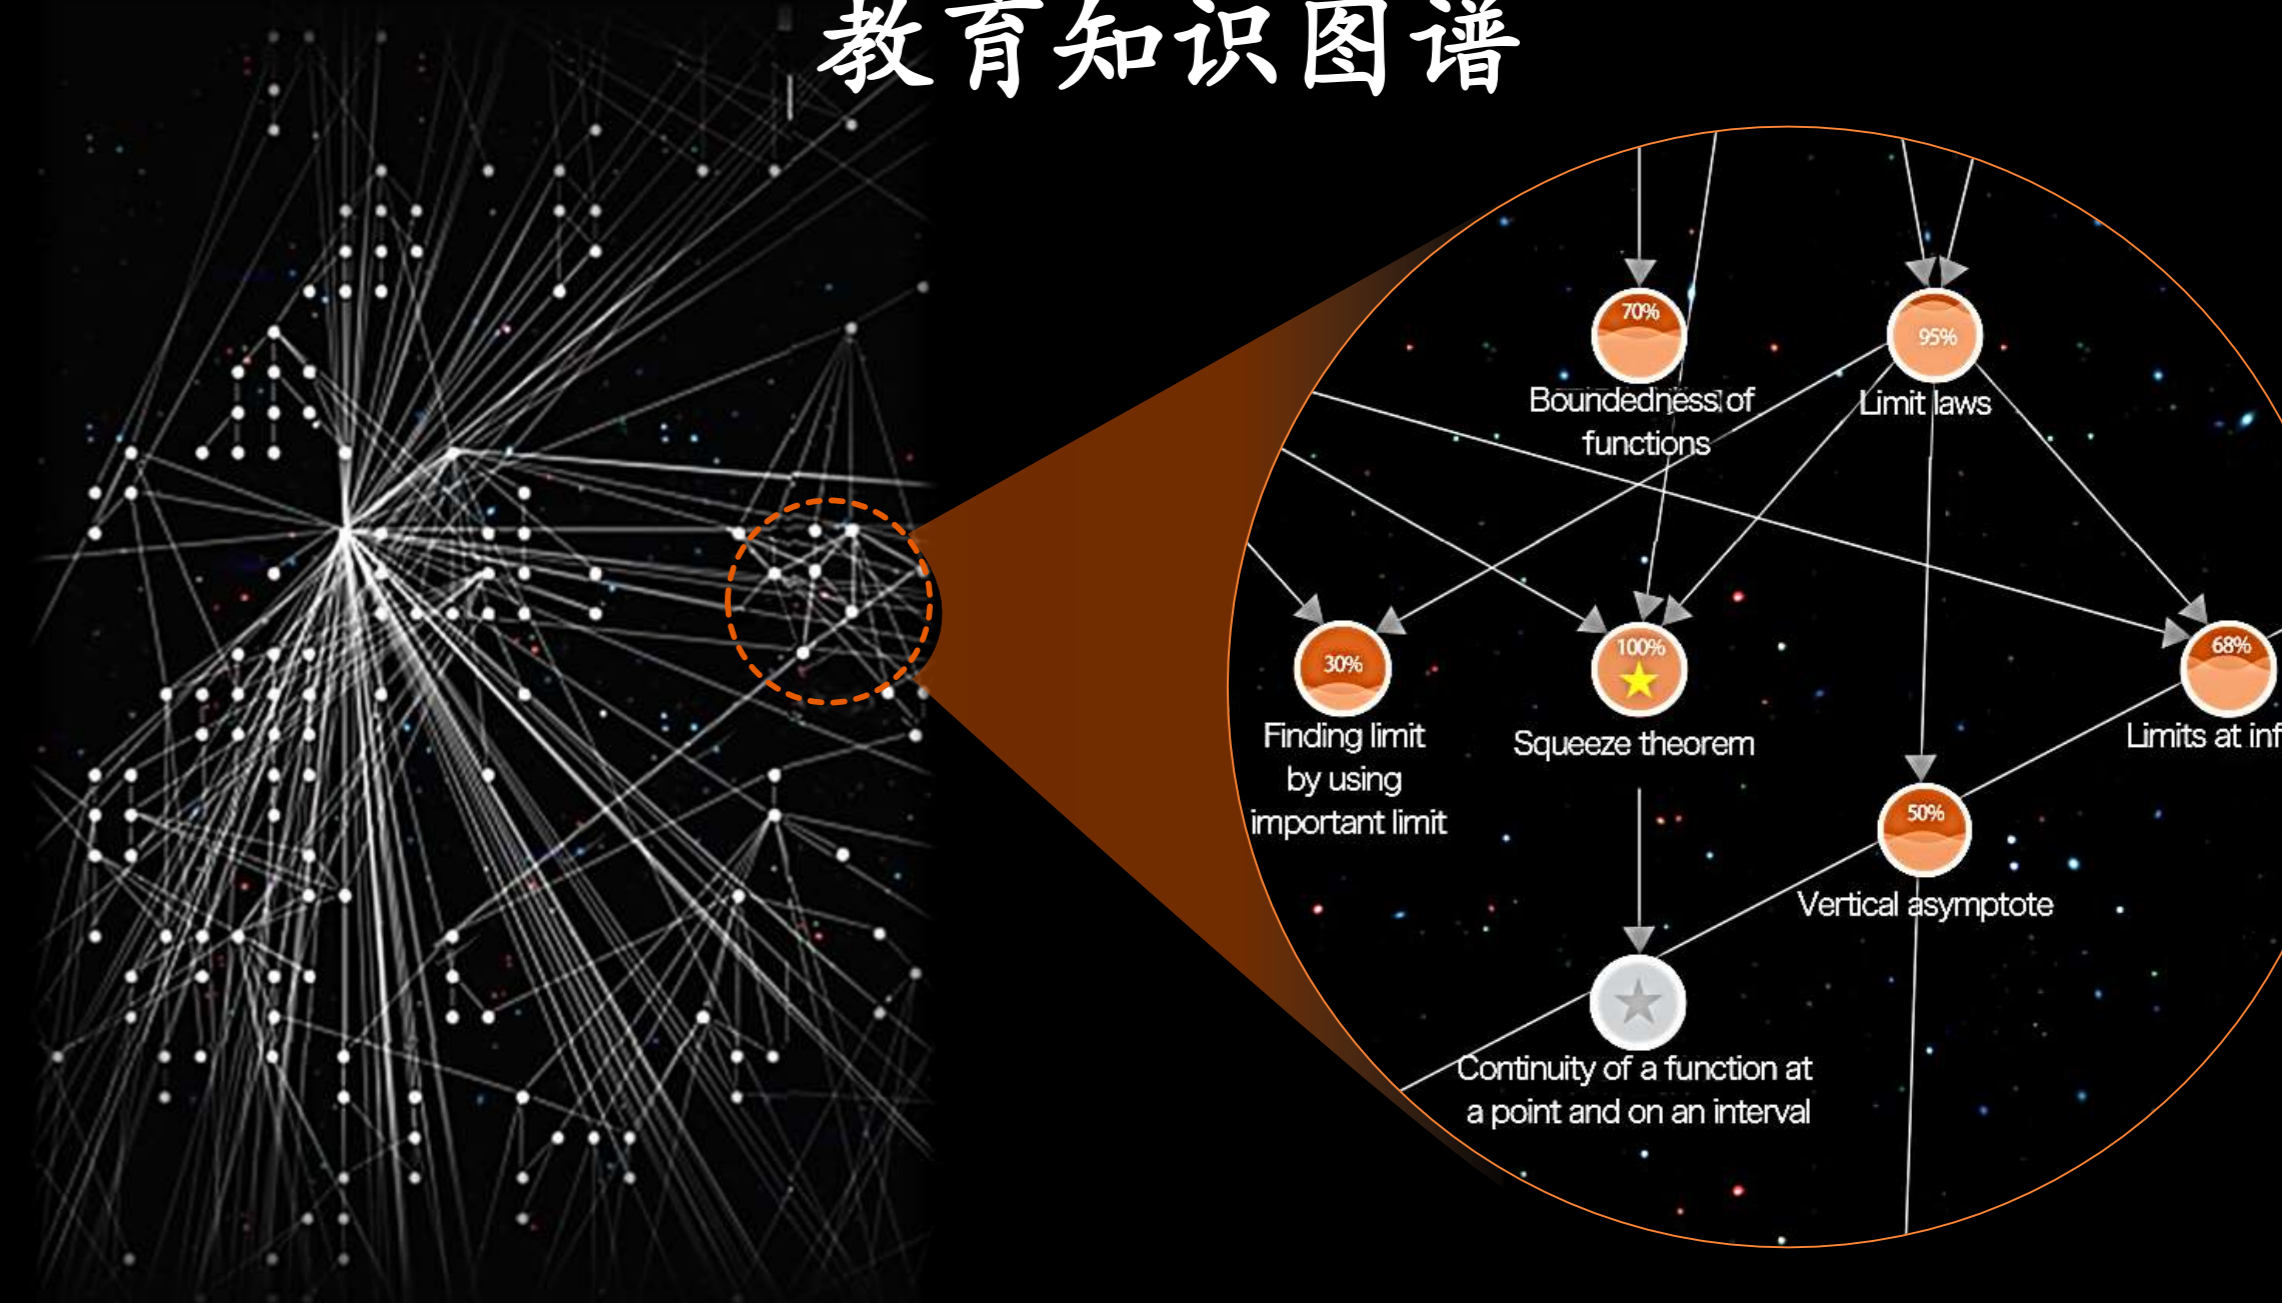 教育知识图谱
70%
Boundedness of
functions
95%
Limit laws
30%
Finding limit
by using
important limit
100%
Squeeze theorem
68%
Limits at inf
50%
Vertical asymptote
Continuity of a function at
a point and on an interval